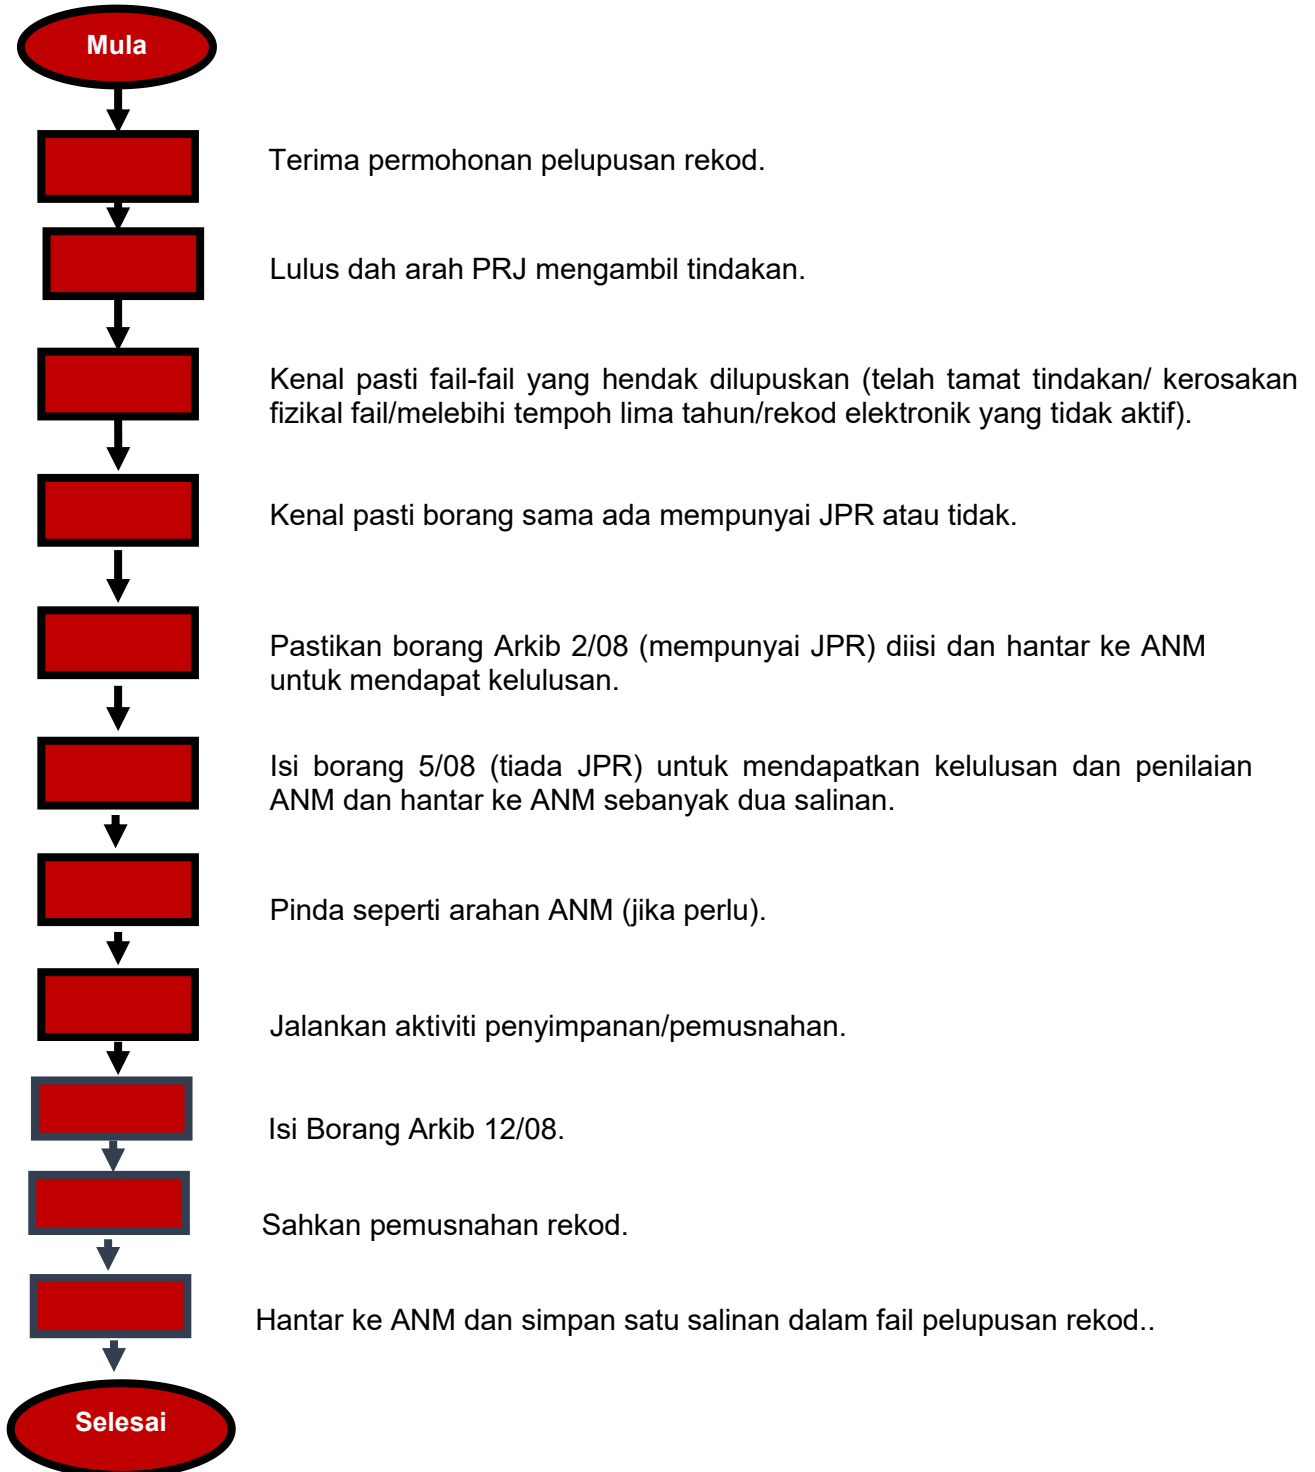 Mula
Terima permohonan pelupusan rekod.
Lulus dah arah PRJ mengambil tindakan.
Kenal pasti fail-fail yang hendak dilupuskan (telah tamat tindakan/ kerosakan
fizikal fail/melebihi tempoh lima tahun/rekod elektronik yang tidak aktif).
Kenal pasti borang sama ada mempunyai JPR atau tidak.
Pastikan borang Arkib 2/08 (mempunyai JPR) diisi dan hantar ke ANM
untuk mendapat kelulusan.
Isi borang 5/08 (tiada JPR) untuk mendapatkan kelulusan dan penilaian
ANM dan hantar ke ANM sebanyak dua salinan.
Pinda seperti arahan ANM (jika perlu).
Jalankan aktiviti penyimpanan/pemusnahan.
Isi Borang Arkib 12/08.
Sahkan pemusnahan rekod.
Hantar ke ANM dan simpan satu salinan dalam fail pelupusan rekod..
Selesai